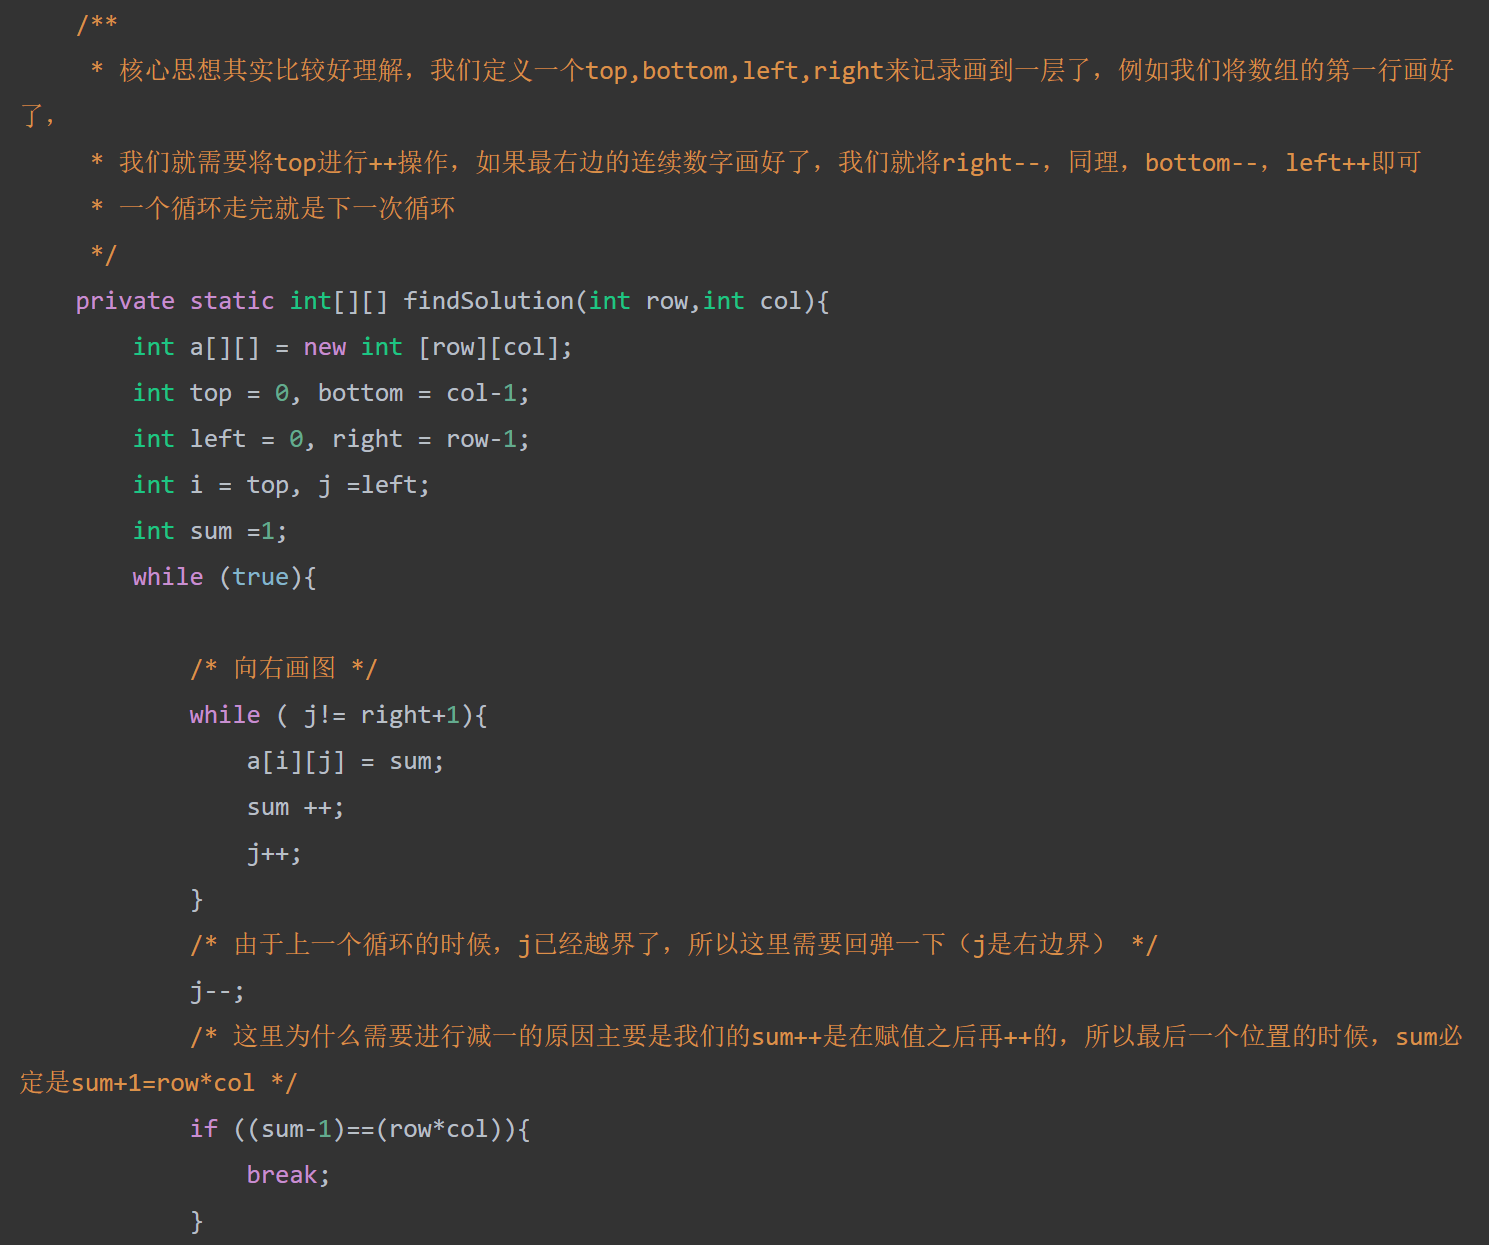 /**
* 核心思想其实比较好理解，我们定义一个top,bottom,left,right来记录画到一层了，例如我们将数组的第一行画好
了，
* 我们就需要将top进行++操作，如果最右边的连续数字画好了，我们就将right--，同理，bottom--，left++即可
* 一个循环走完就是下一次循环
*/
private static int[][] findSolution(int row,int col){
int a[][] = new int [row][col];
int top = 0, bottom = col-1;
int left = 0, right = row-1;
int i = top, j =left;
int sum =1;
while (true){
/* 向右画图 */
while ( j!= right+1){
a[i][j] = sum;
sum ++;
j++;
}
/* 由于上一个循环的时候，j已经越界了，所以这里需要回弹一下（j是右边界） */
j--;
/* 这里为什么需要进行减一的原因主要是我们的sum++是在赋值之后再++的，所以最后一个位置的时候，sum必
定是sum+1=row*col */
if ((sum-1)==(row*col)){
break;
}